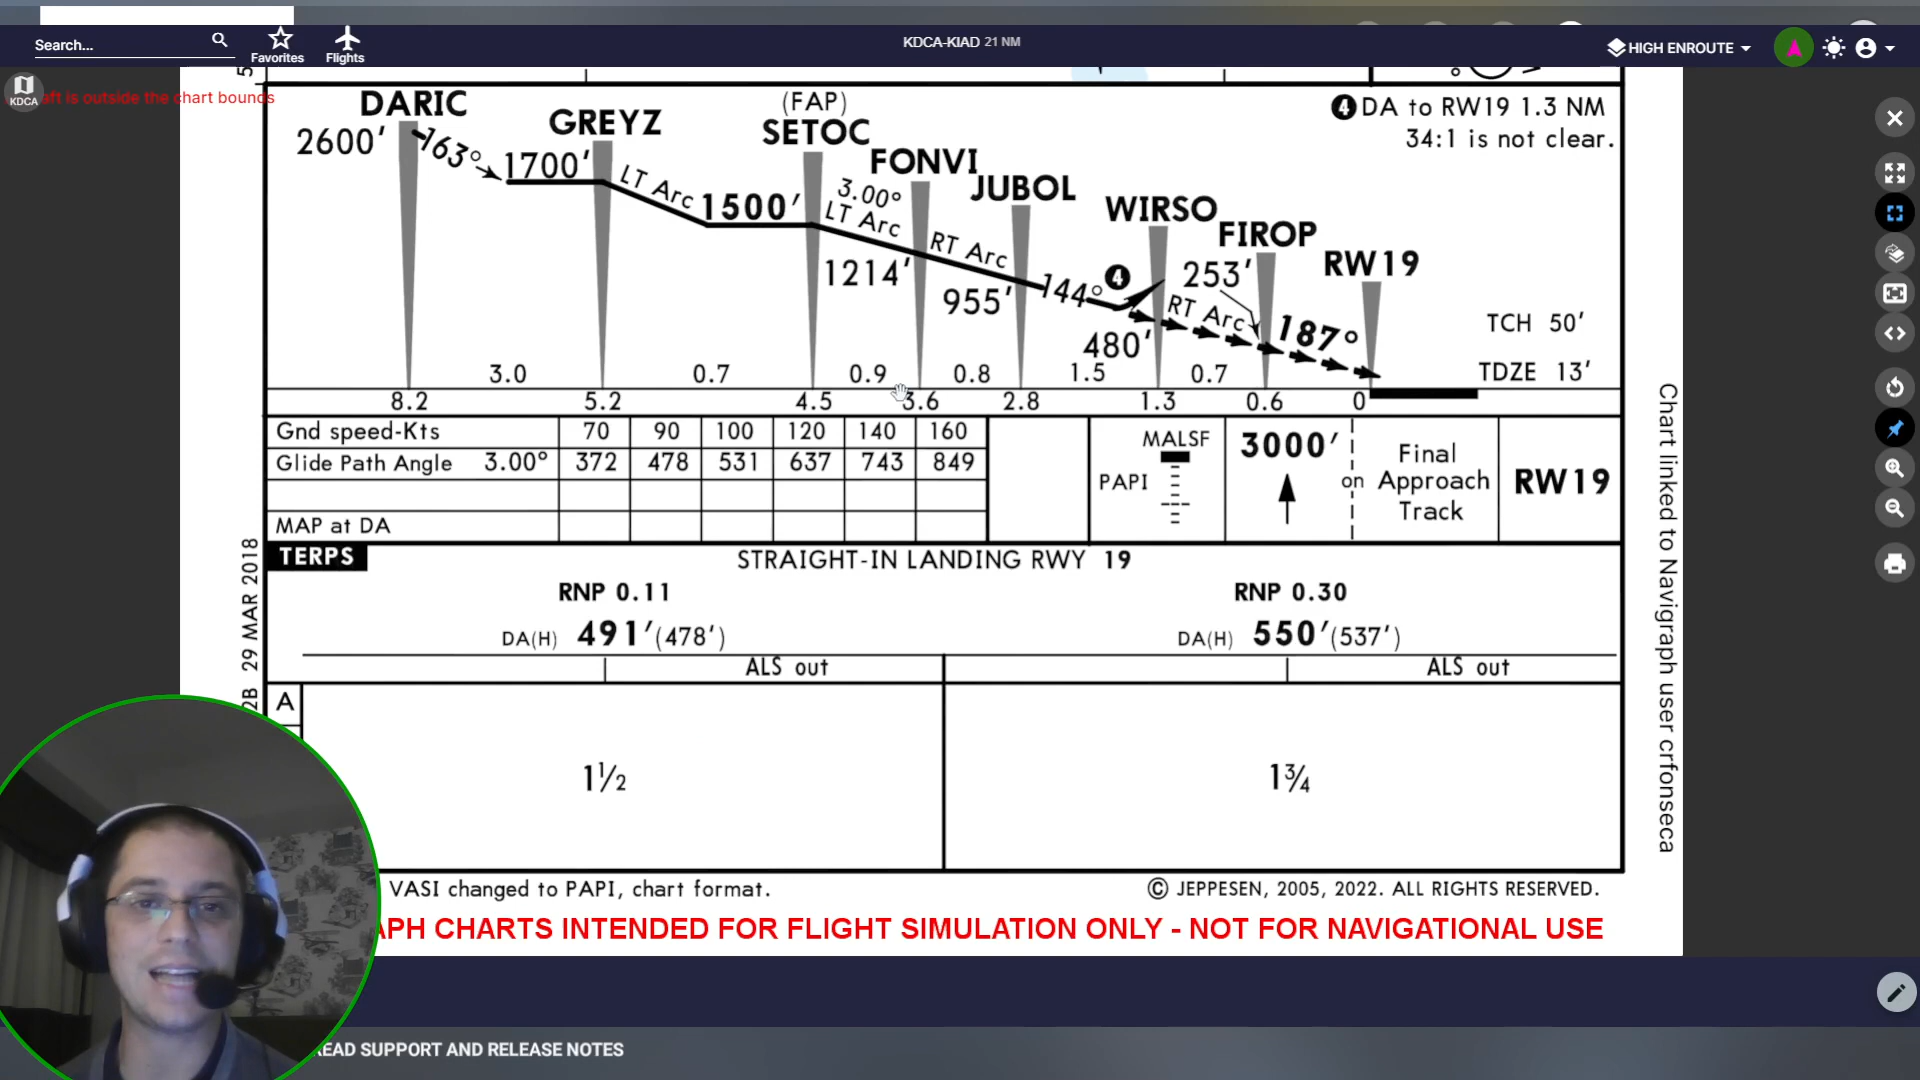 Search...
Favorites
Flights
KDCA-KIAD 21 NM
HIGH ENROUTE
KDCA
aft is outside the chart bounds
5
DARIC
2600'
163°
1700'
GREYZ
LT Arc
1500'
(FAP)
SETOC
3.00°
LT Arc
FONVI
1214'
RT Arc
JUBOL
955'
144°
4
WIRSO
480'
RT Arc
FIROP
253'
187°
RW19
4 DA to RW19 1.3 NM
34:1 is not clear.
TCH 50'
TDZE 13'
3.0 0.7 0.9 0.8 1.5 0.7
8.2 5.2 4.5 3.6 2.8 1.3 0.6 0
Gnd speed-Kts 70 90 100 120 140 160
Glide Path Angle 3.00° 372 478 531 637 743 849
MAP at DA
MALSF
PAPI
3000'
on
Final
Approach
Track
RW19
TERPS
STRAIGHT-IN LANDING RWY 19
RNP 0.11
RNP 0.30
DA(H) 491'(478')
DA(H) 550'(537')
ALS out
ALS out
A
1½
1¾
2B 29 MAR 2018
Chart linked to Navigraph user crfonseca
VASI changed to PAPI, chart format.
© JEPPESEN, 2005, 2022. ALL RIGHTS RESERVED.
APH CHARTS INTENDED FOR FLIGHT SIMULATION ONLY - NOT FOR NAVIGATIONAL USE
READ SUPPORT AND RELEASE NOTES